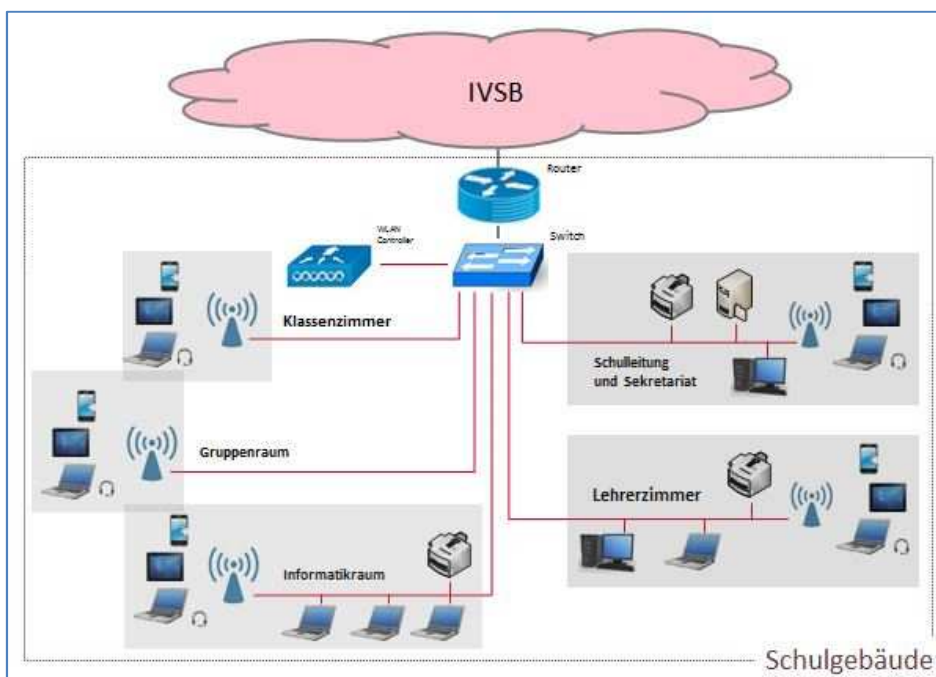 IVSB
Router
WLAN
Controller
Switch
Klassenzimmer
Schulleitung
und Sekretariat
Gruppenraum
Lehrerzimmer
Informatikraum
Schulgebäude